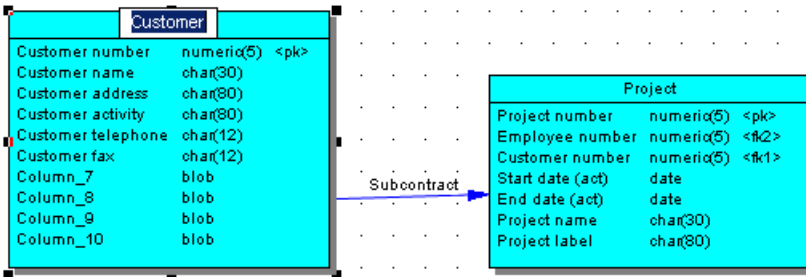 Customer
Customer number numeric(5) <pk>
Customer name char(30)
Customer address char(80)
Customer activity char(80)
Customer telephone char(12)
Customer fax char(12)
Column_7 blob
Column_8 blob
Column_9 blob
Column_10 blob
Subcontract
Project
Project number numeric(5) <pk>
Employee number numeric(5) <fk2>
Customer number numeric(5) <fk1>
Start date (act) date
End date (act) date
Project name char(30)
Project label char(80)